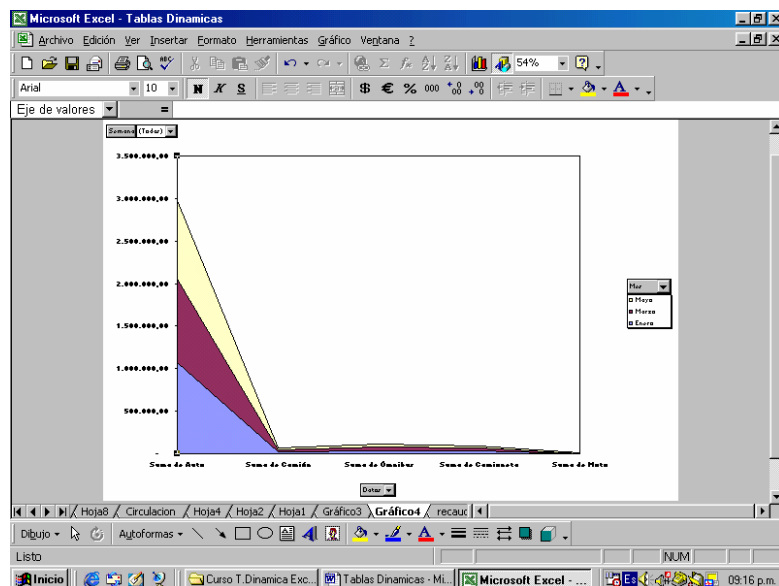 Microsoft Excel - Tablas Dinamicas
Archivo Edición Ver Insertar Formato Herramientas Gráfico Ventana ?
54%
Arial 10 N K S $ € % 000
Eje de valores =
Semana (Todas)
3.500.000,00
3.000.000,00
2.500.000,00
2.000.000,00
1.500.000,00
1.000.000,00
500.000,00
-
Mes
Mayo
Marzo
Enero
Suma de Auto Suma de Camión Suma de Ómnibus Suma de Camioneta Suma de Moto
Datos
Hoja8 Circulacion Hoja4 Hoja2 Hoja1 Gráfico3 Gráfico4 recauc
Dibujo Autoformas
Listo NUM
Inicio Curso T.Dinamica Exc... Tablas Dinamicas - Mi... Microsoft Excel - ... Es 09:16 p.m.